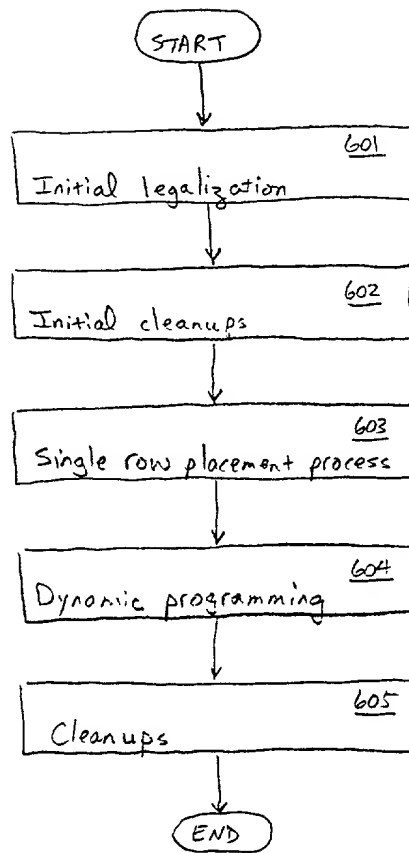 START
601
Initial legalization
602
Initial cleanups
603
Single row placement process
604
Dynamic programming
605
Cleanups
END